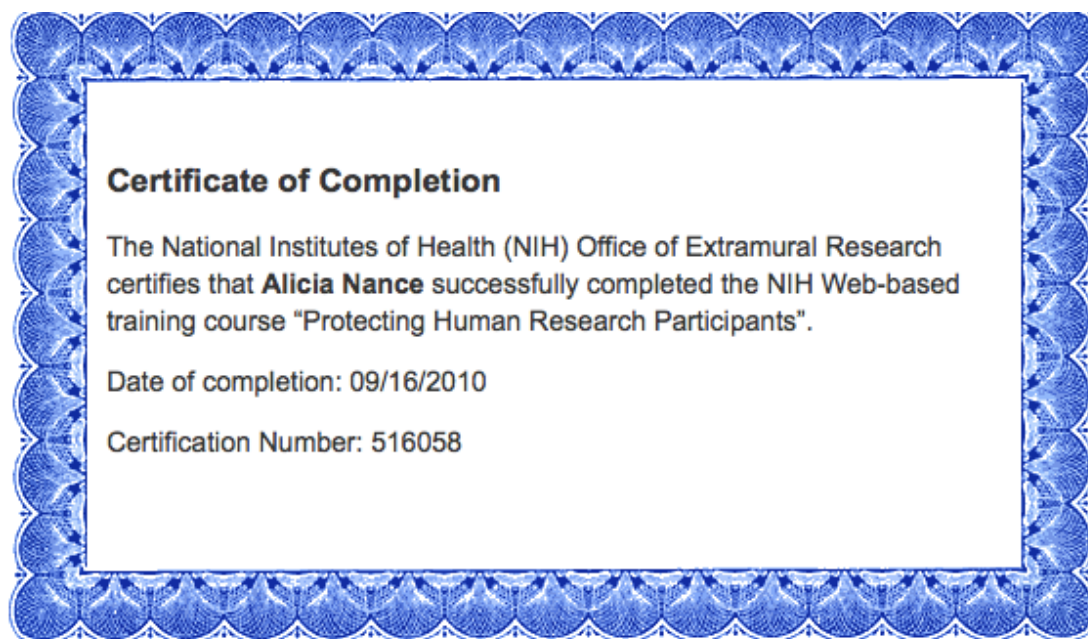 Certificate of Completion
The National Institutes of Health (NIH) Office of Extramural Research
certifies that Alicia Nance successfully completed the NIH Web-based
training course “Protecting Human Research Participants”.
Date of completion: 09/16/2010
Certification Number: 516058